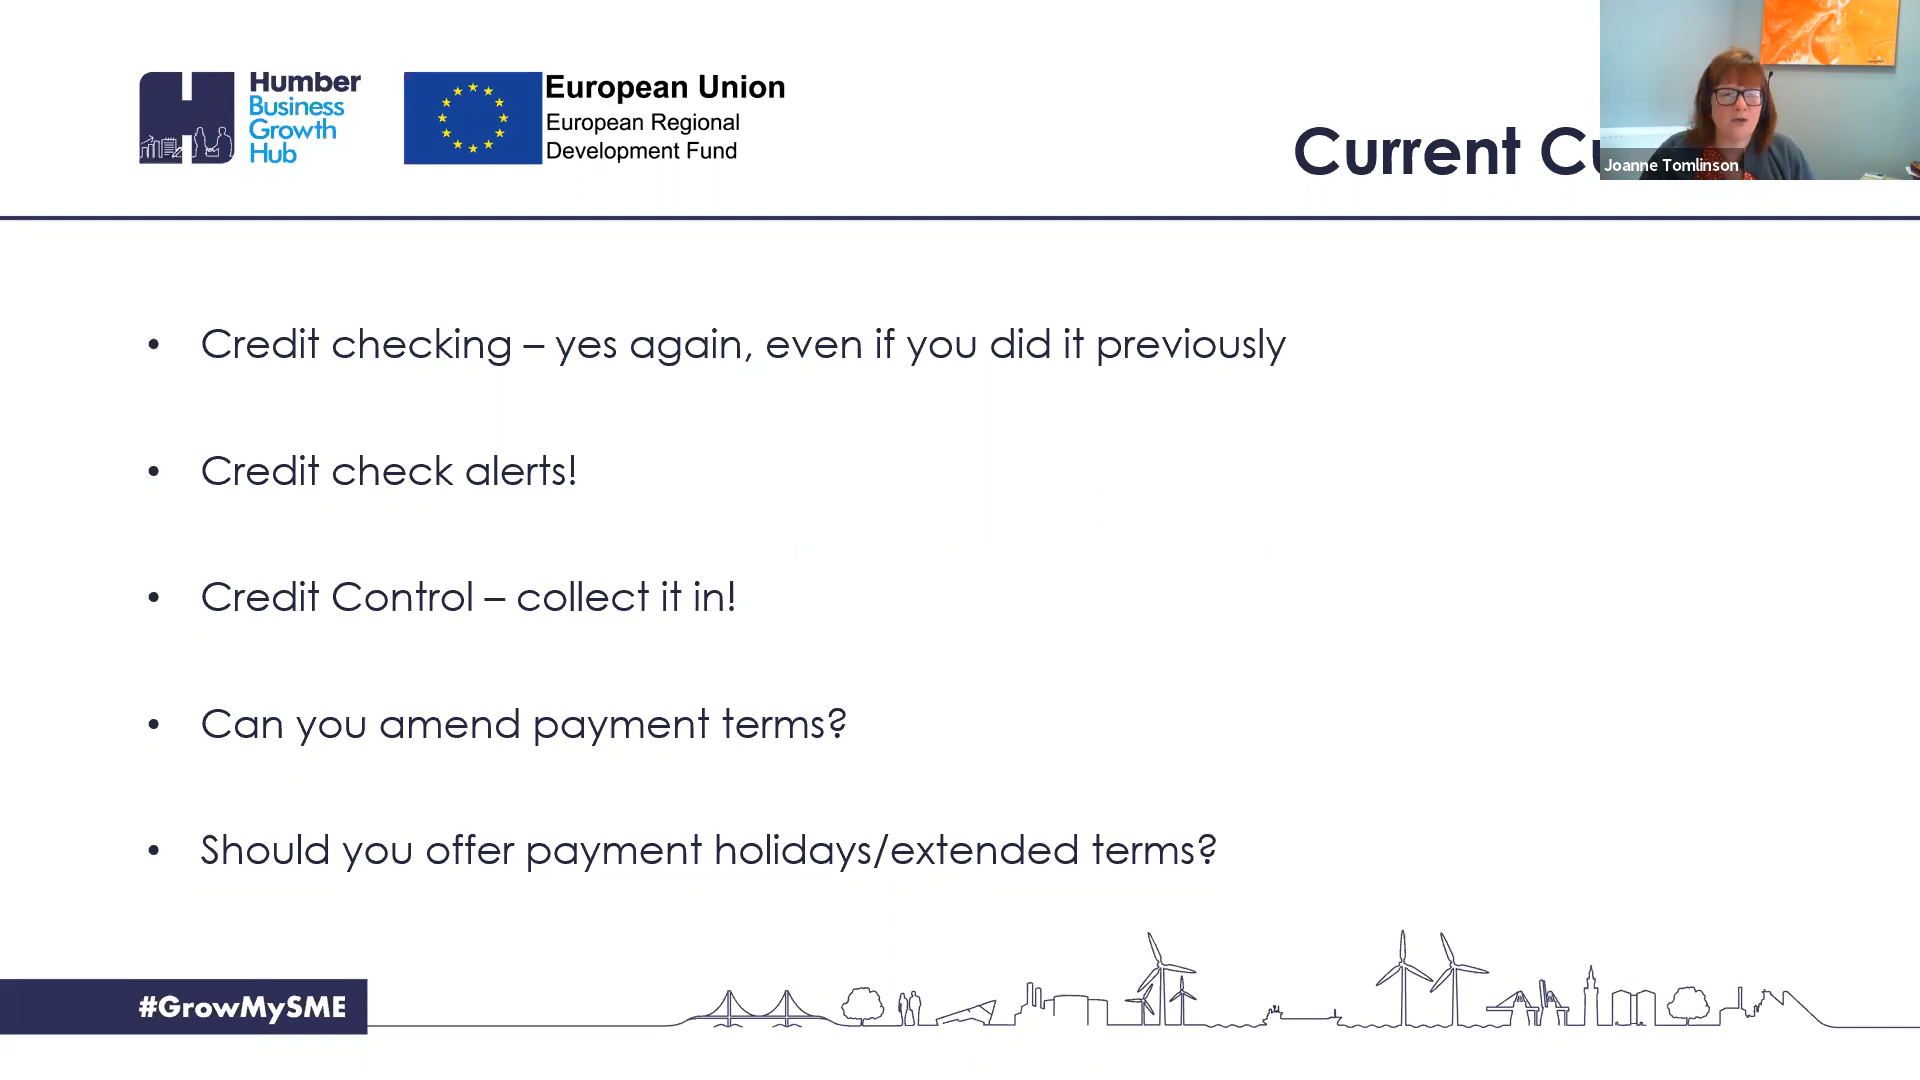 Humber
Business
Growth
Hub
European Union
European Regional
Development Fund
Current
Joanne Tomlinson
• Credit checking – yes again, even if you did it previously
• Credit check alerts!
• Credit Control – collect it in!
• Can you amend payment terms?
• Should you offer payment holidays/extended terms?
#GrowMySME